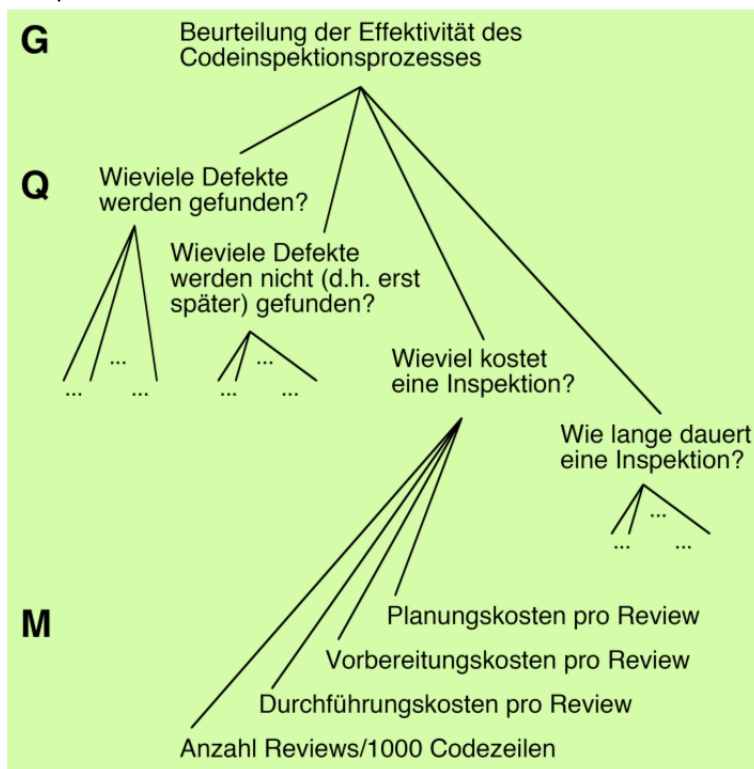 G
Beurteilung der Effektivität des
Codeinspektionsprozesses
Q
Wieviele Defekte
werden gefunden?
Wieviele Defekte
werden nicht (d.h. erst
später) gefunden?
...
...
...
...
...
...
Wieviel kostet
eine Inspektion?
Wie lange dauert
eine Inspektion?
...
...
...
M
Planungskosten pro Review
Vorbereitungskosten pro Review
Durchführungskosten pro Review
Anzahl Reviews/1000 Codezeilen